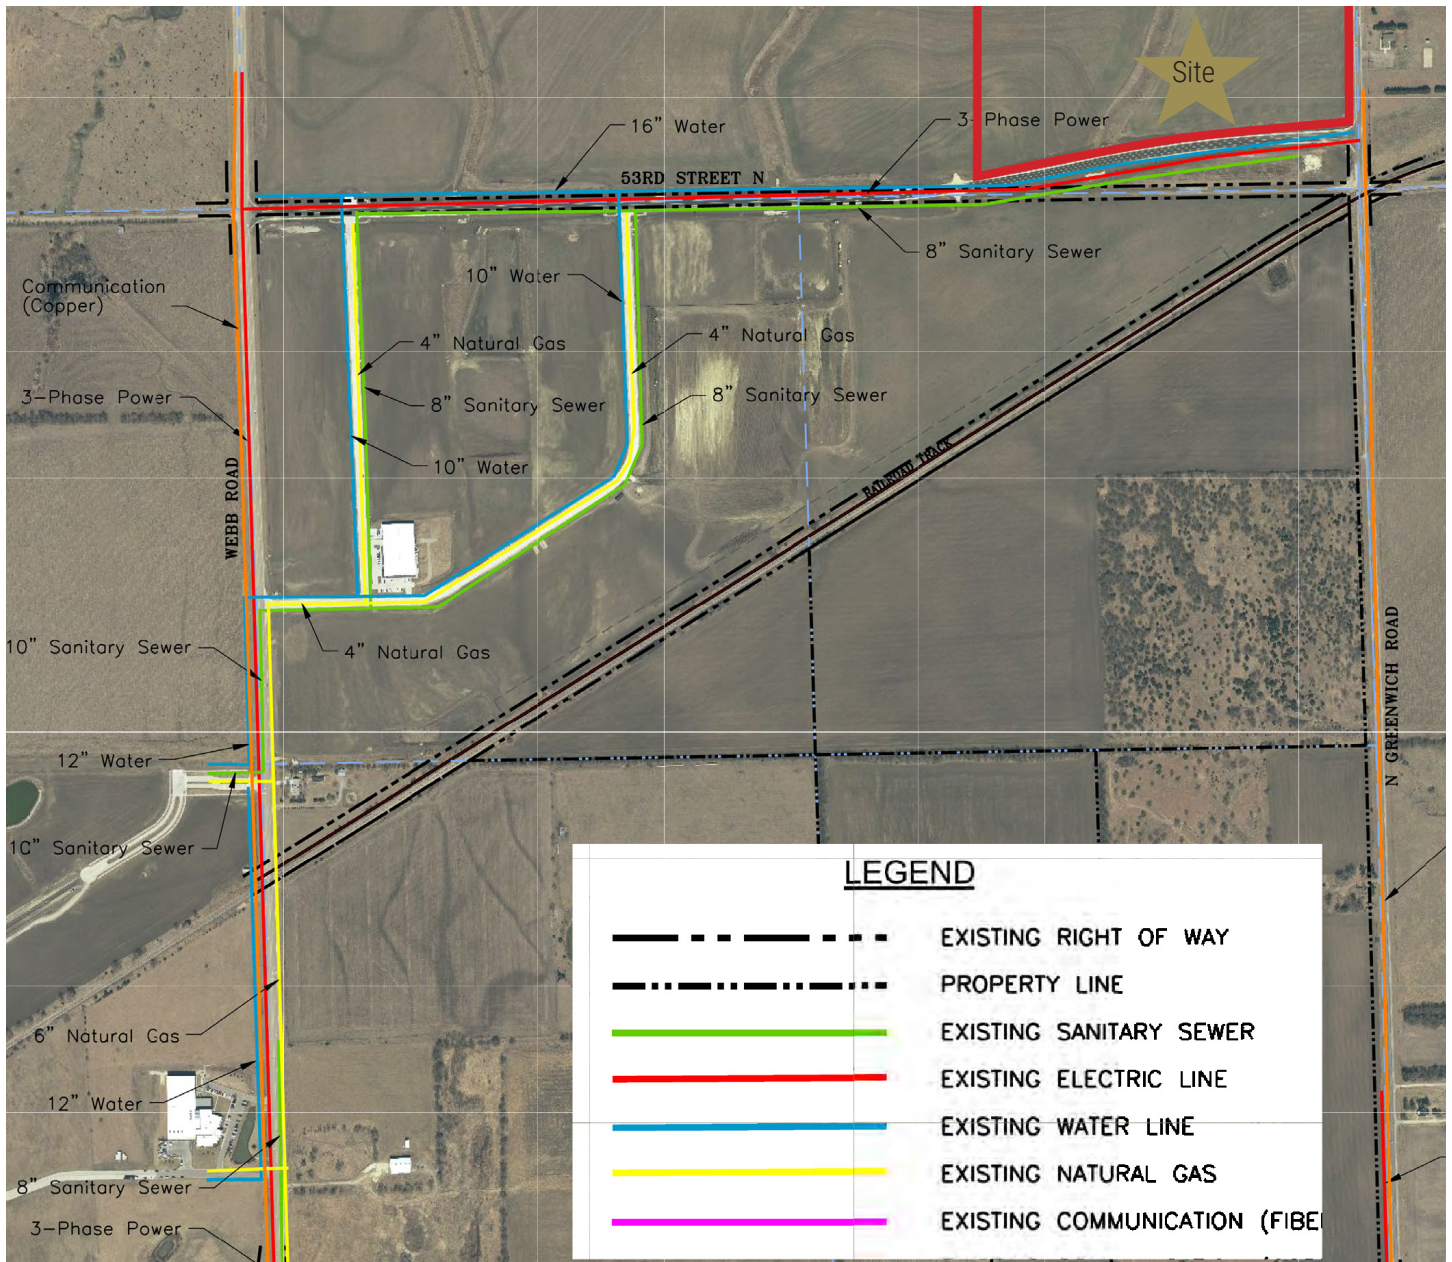 Site
16” Water
3-Phase Power
53RD STREET N
8” Sanitary Sewer
10” Water
Communication
(Copper)
4” Natural Gas
4” Natural Gas
3-Phase Power
8” Sanitary Sewer
8” Sanitary Sewer
10” Water
RAILROAD TRACK
WEBB ROAD
10” Sanitary Sewer
4” Natural Gas
N GREENWICH ROAD
12” Water
1C” Sanitary Sewer
6” Natural Gas
12” Water
8” Sanitary Sewer
3-Phase Power
LEGEND
EXISTING RIGHT OF WAY
PROPERTY LINE
EXISTING SANITARY SEWER
EXISTING ELECTRIC LINE
EXISTING WATER LINE
EXISTING NATURAL GAS
EXISTING COMMUNICATION (FIBE